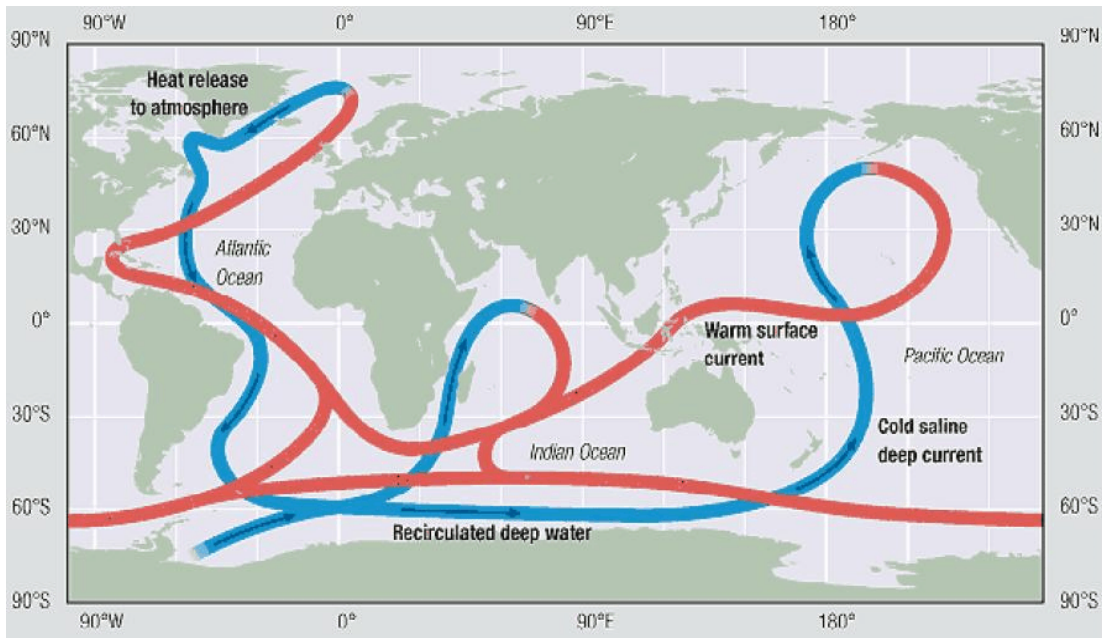 90°W 0° 90°E 180°
90°N 90°N
Heat release
to atmosphere
60°N 60°N
30°N 30°N
Atlantic
Ocean
0° 0°
Warm surface
current
Pacific Ocean
30°S 30°S
Cold saline
deep current
Indian Ocean
60°S 60°S
Recirculated deep water
90°S 90°S
90°W 0° 90°E 180°